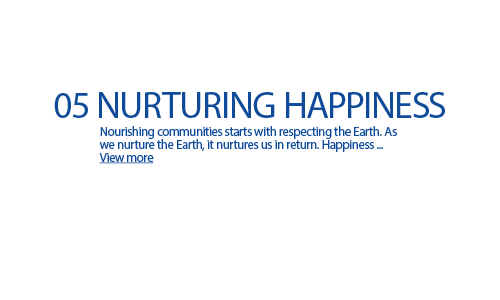 05 NURTURING HAPPINESS
Nourishing communities starts with respecting the Earth. As
we nurture the Earth, it nurtures us in return. Happiness ...
View more